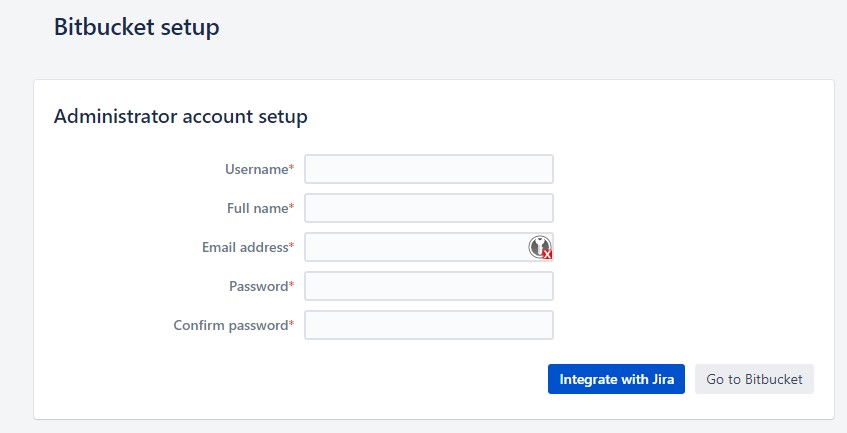 Bitbucket setup
Administrator account setup
Username*
Full name*
Email address*
Password*
Confirm password*
Integrate with Jira Go to Bitbucket